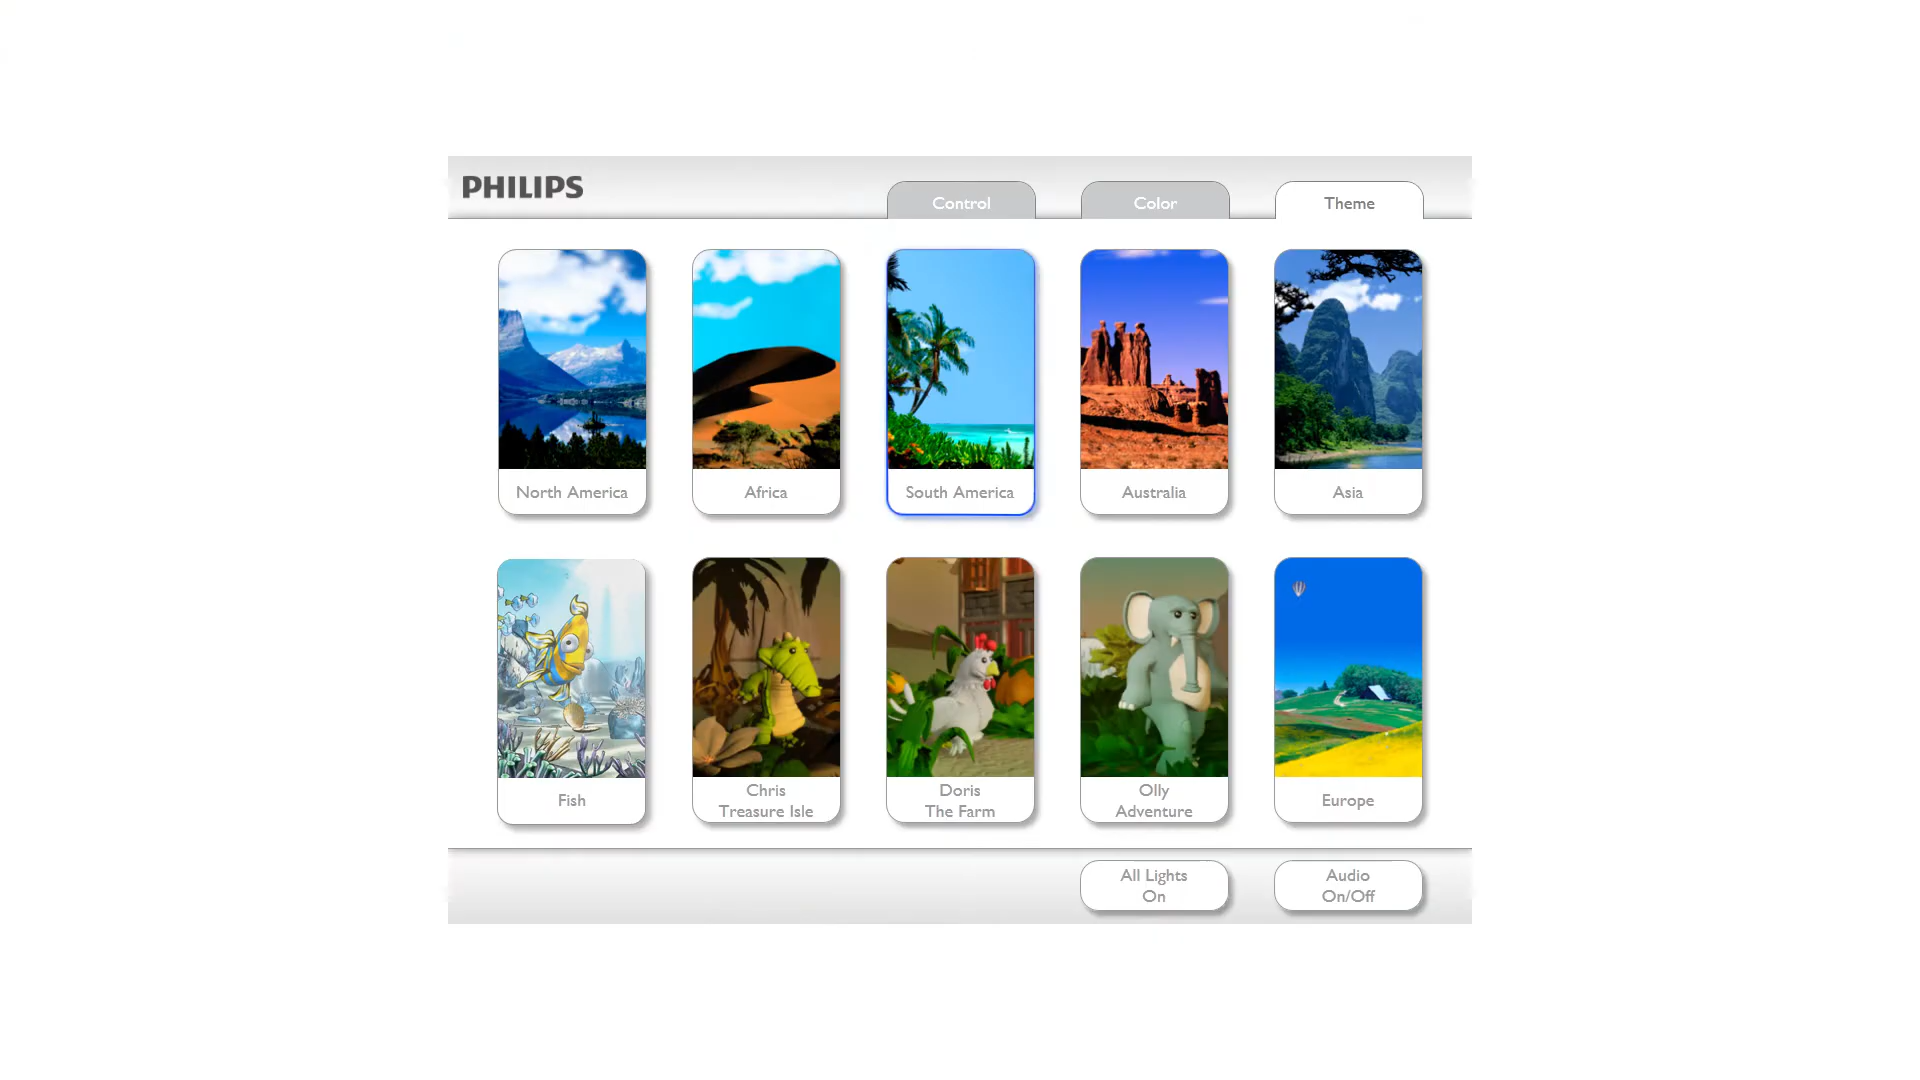 PHILIPS
Control
Color
Theme
North America
Africa
South America
Australia
Asia
Fish
Chris
Treasure Isle
Doris
The Farm
Olly
Adventure
Europe
All Lights
On
Audio
On/Off